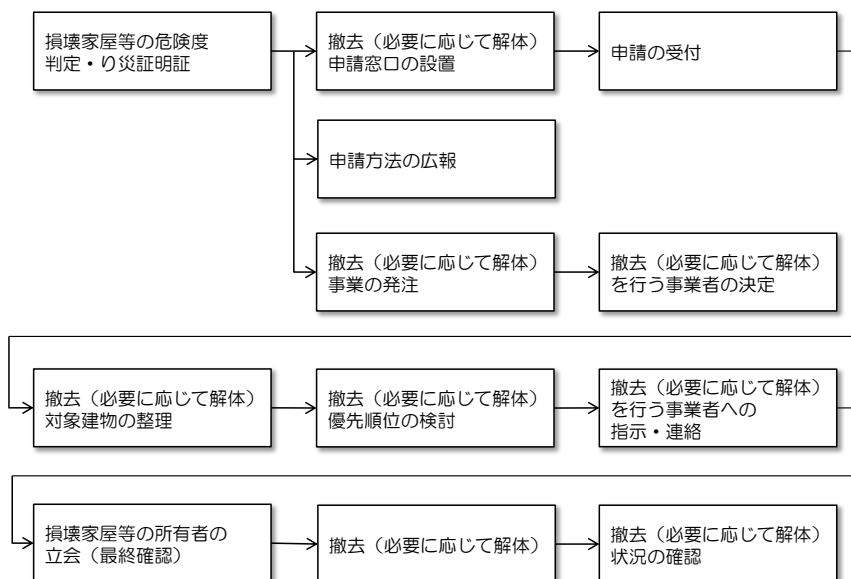 損壊家屋等の危険度
判定・り災証明証
撤去（必要に応じて解体）
申請窓口の設置
申請の受付
申請方法の広報
撤去（必要に応じて解体）
事業の発注
撤去（必要に応じて解体）
を行う事業者の決定
撤去（必要に応じて解体）
対象建物の整理
撤去（必要に応じて解体）
優先順位の検討
撤去（必要に応じて解体）
を行う事業者への
指示・連絡
損壊家屋等の所有者の
立会（最終確認）
撤去（必要に応じて解体）
撤去（必要に応じて解体）
状況の確認